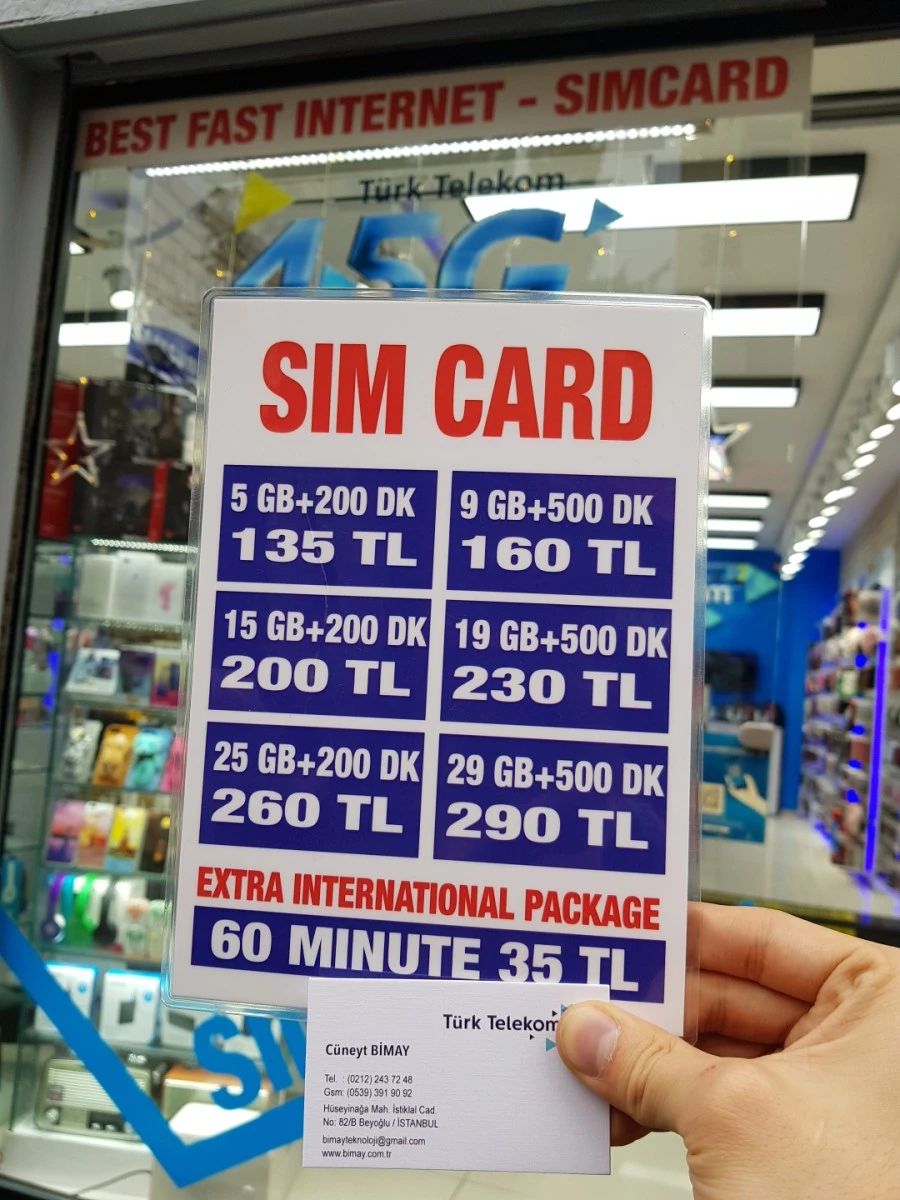 BEST FAST INTERNET - SIMCARD
Türk Telekom
4.5G
SIM CARD
5 GB+200 DK
135 TL
9 GB+500 DK
160 TL
15 GB+200 DK
200 TL
19 GB+500 DK
230 TL
25 GB+200 DK
260 TL
29 GB+500 DK
290 TL
EXTRA INTERNATIONAL PACKAGE
60 MINUTE 35 TL
Türk Telekom
Cüneyt BİMAY
Tel. : (0212) 243 72 48
Gsm: (0539) 391 90 92
Hüseyinağa Mah. İstiklal Cad.
No: 82/B Beyoğlu / İSTANBUL
bimayteknoloji@gmail.com
www.bimay.com.tr